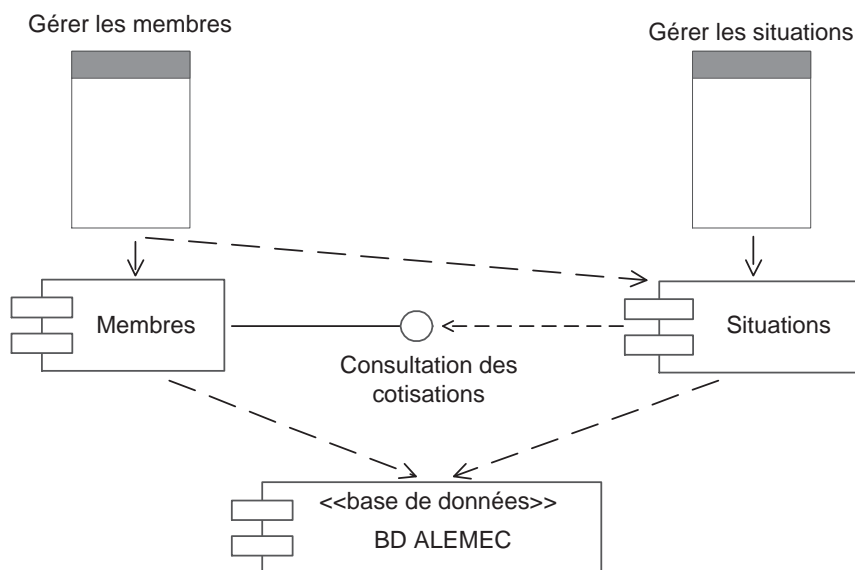 Gérer les membres
Gérer les situations
Membres
Situations
Consultation des
cotisations
<<base de données>>
BD ALEMEC